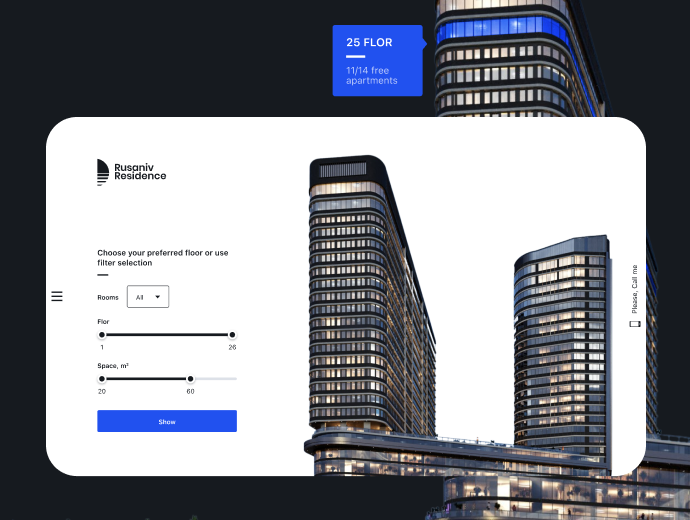 25 FLOR
11/14 free
apartments
Rusaniv
Residence
Choose your preferred floor or use
filter selection
Rooms
All
Flor
1
26
Space, m²
20
60
Show
Please, Call me